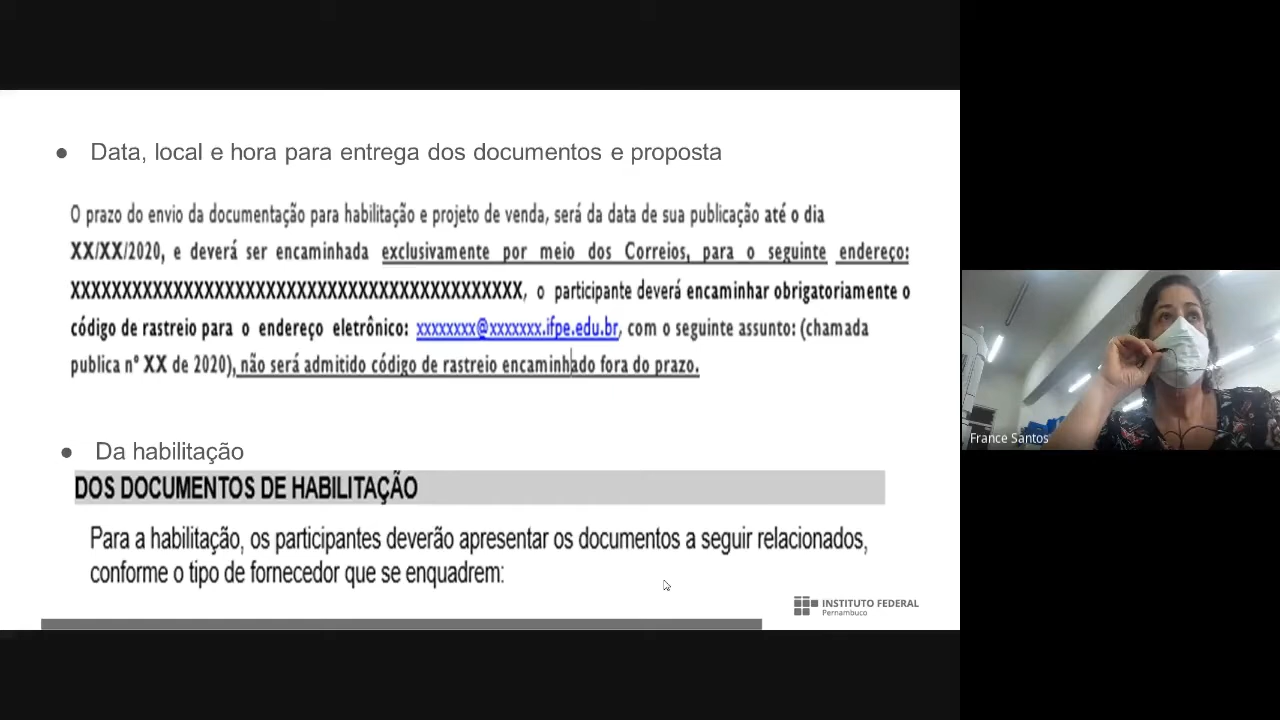 ● Data, local e hora para entrega dos documentos e proposta
O prazo do envio da documentação para habilitação e projeto de venda, será da data de sua publicação até o dia
XX/XX/2020, e deverá ser encaminhada exclusivamente por meio dos Correios, para o seguinte endereço:
XXXXXXXXXXXXXXXXXXXXXXXXXXXXXXXXXXXXXXXXXXXX, o participante deverá encaminhar obrigatoriamente o
código de rastreio para o endereço eletrônico: xxxxxxxx@xxxxxxx.ifpe.edu.br, com o seguinte assunto: (chamada
publica nº XX de 2020), não será admitido código de rastreio encaminhado fora do prazo.
● Da habilitação
DOS DOCUMENTOS DE HABILITAÇÃO
Para a habilitação, os participantes deverão apresentar os documentos a seguir relacionados,
conforme o tipo de fornecedor que se enquadrem:
INSTITUTO FEDERAL
Pernambuco
France Santos